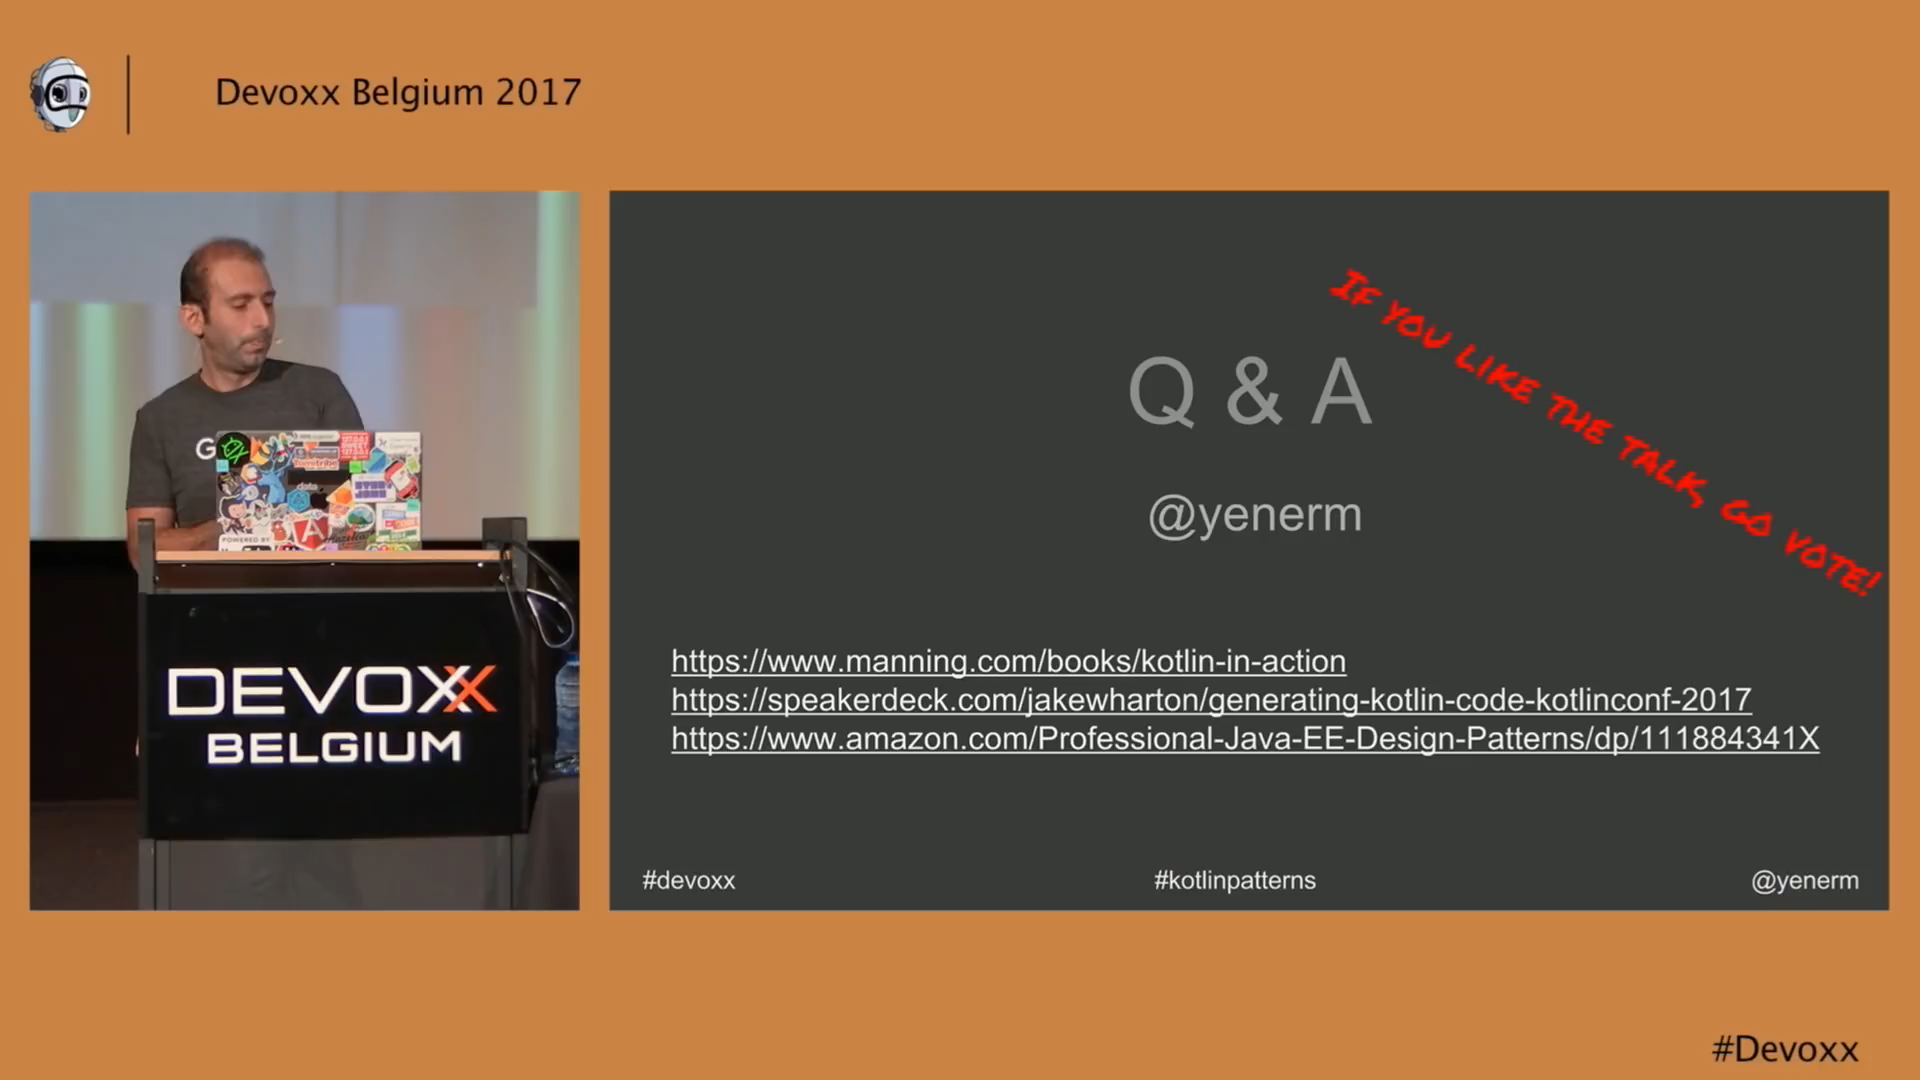 Devoxx Belgium 2017
G
POWERED BY
DEVOXX
BELGIUM
IF YOU LIKE THE TALK, GO VOTE!
Q & A
@yenerm
https://www.manning.com/books/kotlin-in-action
https://speakerdeck.com/jakewharton/generating-kotlin-code-kotlinconf-2017
https://www.amazon.com/Professional-Java-EE-Design-Patterns/dp/111884341X
#devoxx
#kotlinpatterns
@yenerm
#Devoxx